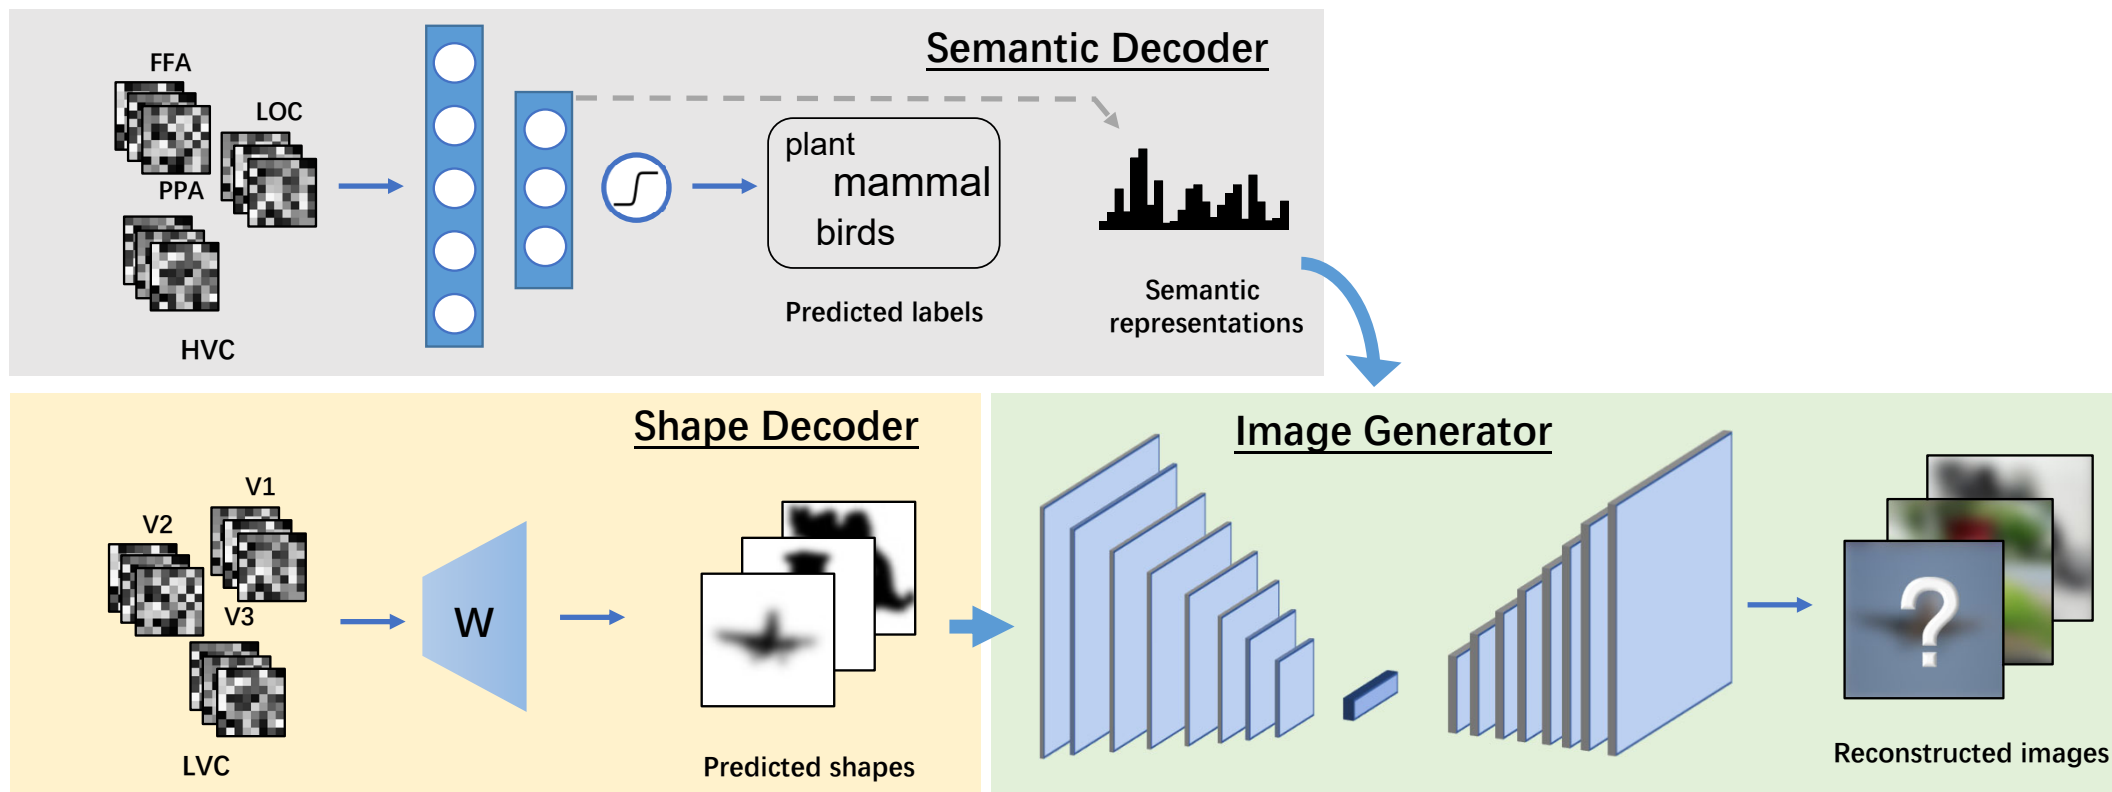 Semantic Decoder
FFA
LOC
PPA
HVC
plant
mammal
birds
Predicted labels
Semantic
representations
Shape Decoder
V1
V2
V3
LVC
W
Predicted shapes
Image Generator
?
Reconstructed images